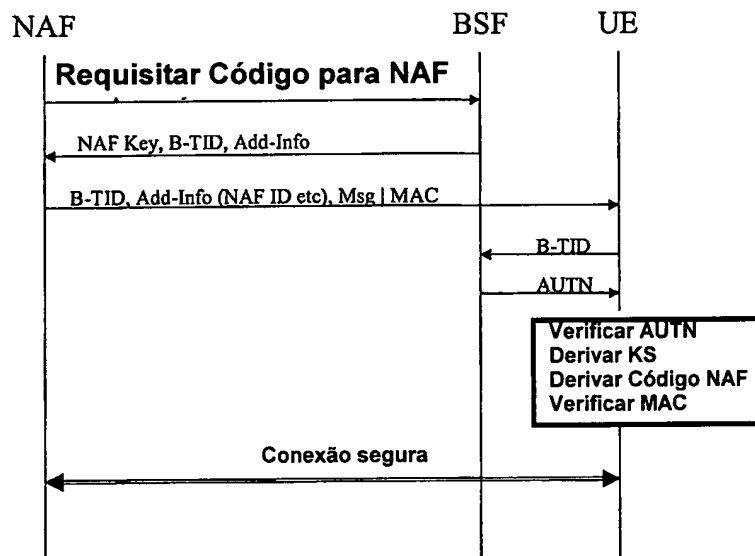 NAF
BSF
UE
Requisitar Código para NAF
NAF Key, B-TID, Add-Info
B-TID, Add-Info (NAF ID etc), Msg | MAC
B-TID
AUTN
Verificar AUTN
Derivar KS
Derivar Código NAF
Verificar MAC
Conexão segura